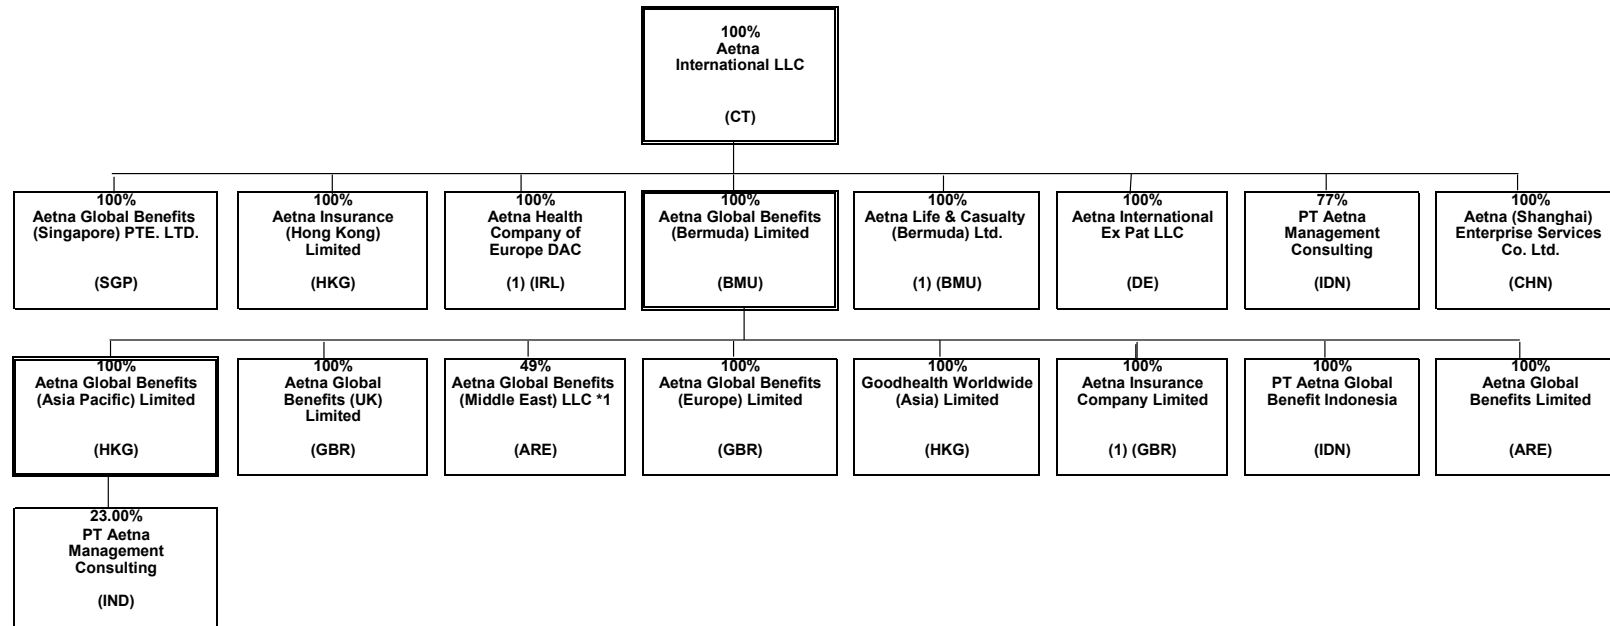 100%
Aetna
International LLC
(CT)
100%
Aetna Global Benefits
(Singapore) PTE. LTD.
(SGP)
100%
Aetna Insurance
(Hong Kong)
Limited
(HKG)
100%
Aetna Health
Company of
Europe DAC
(1) (IRL)
100%
Aetna Global Benefits
(Bermuda) Limited
(BMU)
100%
Aetna Life & Casualty
(Bermuda) Ltd.
(1) (BMU)
100%
Aetna International
Ex Pat LLC
(DE)
77%
PT Aetna
Management
Consulting
(IDN)
100%
Aetna (Shanghai)
Enterprise Services
Co. Ltd.
(CHN)
100%
Aetna Global Benefits
(Asia Pacific) Limited
(HKG)
100%
Aetna Global
Benefits (UK)
Limited
(GBR)
49%
Aetna Global Benefits
(Middle East) LLC *1
(ARE)
100%
Aetna Global Benefits
(Europe) Limited
(GBR)
100%
Goodhealth Worldwide
(Asia) Limited
(HKG)
100%
Aetna Insurance
Company Limited
(1) (GBR)
100%
PT Aetna Global
Benefit Indonesia
(IDN)
100%
Aetna Global
Benefits Limited
(ARE)
23.00%
PT Aetna
Management
Consulting
(IND)